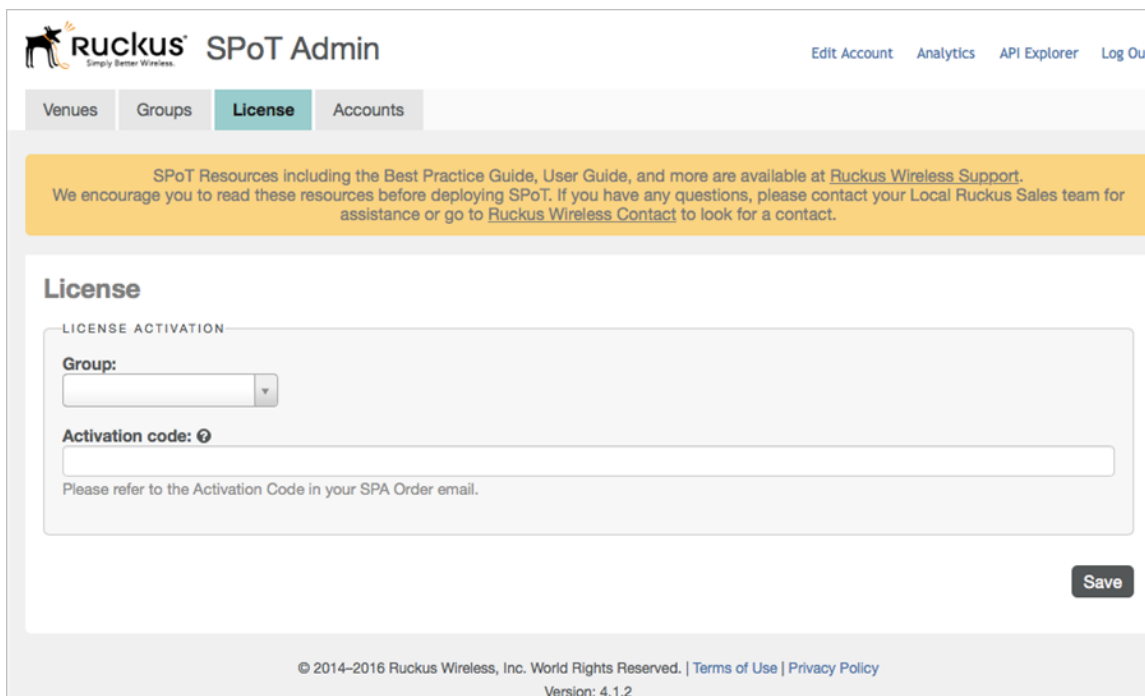 Ruckus® SPoT Admin
Simply Better Wireless.
Edit Account Analytics API Explorer Log Ou
Venues Groups License Accounts
SPoT Resources including the Best Practice Guide, User Guide, and more are available at Ruckus Wireless Support.
We encourage you to read these resources before deploying SPoT. If you have any questions, please contact your Local Ruckus Sales team for
assistance or go to Ruckus Wireless Contact to look for a contact.
License
LICENSE ACTIVATION
Group:
Activation code: ?
Please refer to the Activation Code in your SPA Order email.
Save
© 2014–2016 Ruckus Wireless, Inc. World Rights Reserved. | Terms of Use | Privacy Policy
Version: 4.1.2